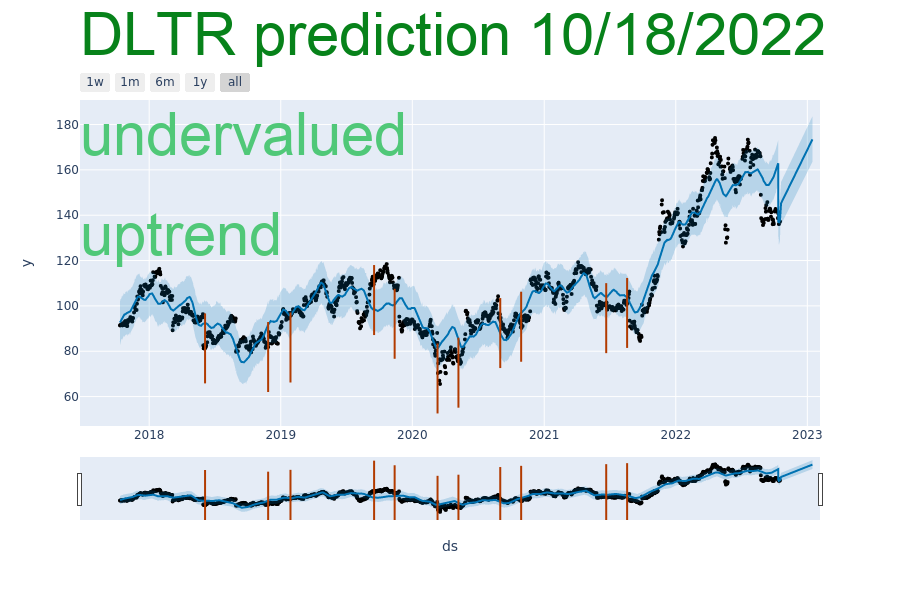 DLTR prediction 10/18/2022
1w 1m 6m 1y all
undervalued
uptrend
180
160
140
120
100
80
60
y
2018 2019 2020 2021 2022 2023
ds